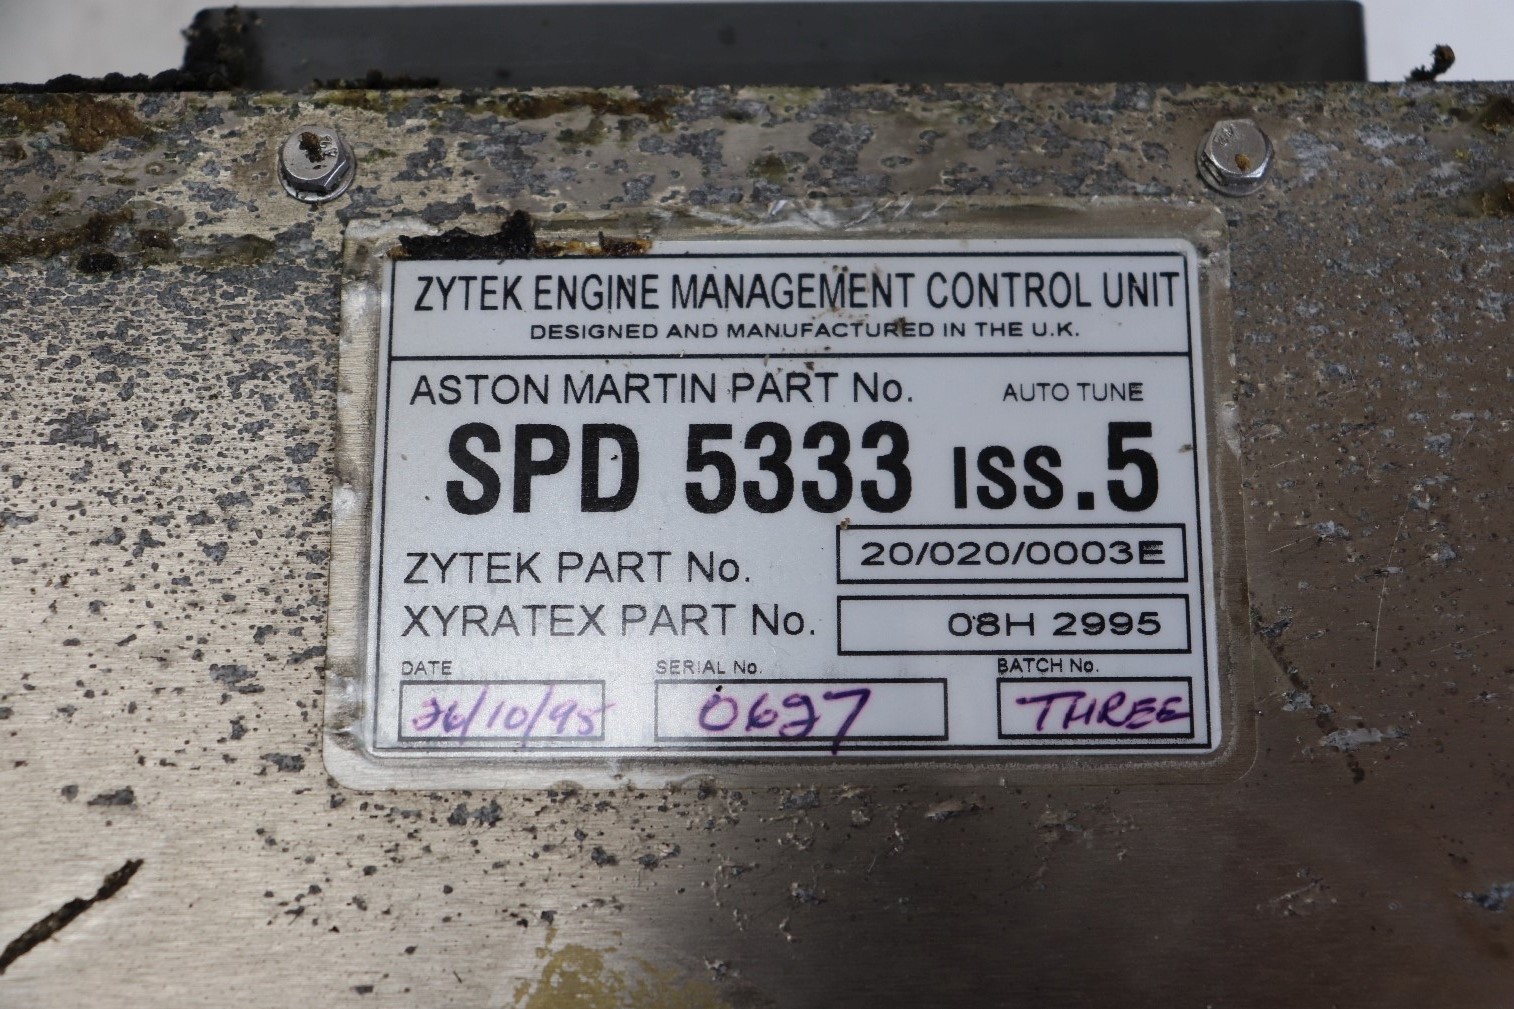 ZYTEK ENGINE MANAGEMENT CONTROL UNIT
DESIGNED AND MANUFACTURED IN THE U.K.
ASTON MARTIN PART No. AUTO TUNE
SPD 5333 ISS.5
ZYTEK PART No. 20/020/0003E
XYRATEX PART No. 08H 2995
DATE SERIAL No. BATCH No.
26/10/95 0627 THREE